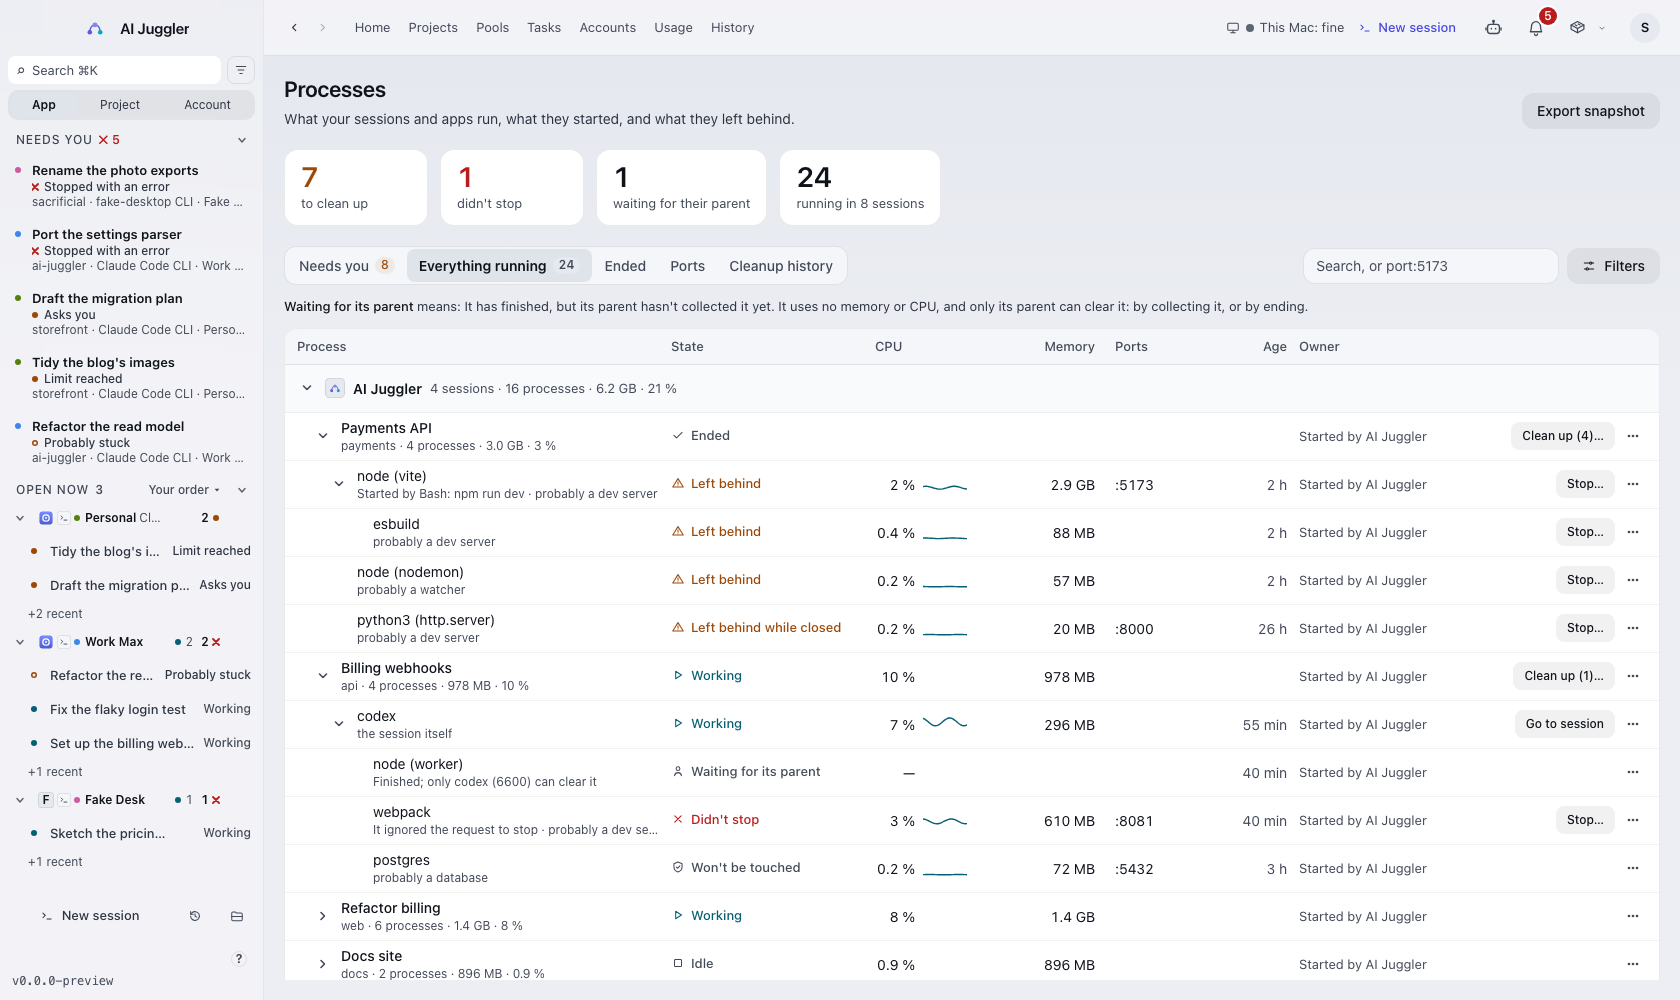 AI Juggler
Search ⌘K
App Project Account
NEEDS YOU 5
Rename the photo exports
Stopped with an error
sacrificial · fake-desktop CLI · Fake ...
Port the settings parser
Stopped with an error
ai-juggler · Claude Code CLI · Work ...
Draft the migration plan
Asks you
storefront · Claude Code CLI · Perso...
Tidy the blog's images
Limit reached
storefront · Claude Code CLI · Perso...
Refactor the read model
Probably stuck
ai-juggler · Claude Code CLI · Work ...
OPEN NOW 3 Your order
Personal Cl... 2
Tidy the blog's i... Limit reached
Draft the migration p... Asks you
+2 recent
Work Max 2 2
Refactor the re... Probably stuck
Fix the flaky login test Working
Set up the billing web... Working
+1 recent
F Fake Desk 1 1
Sketch the pricin... Working
+1 recent
New session
?
v0.0.0-preview
Home Projects Pools Tasks Accounts Usage History
This Mac: fine New session 5 S
Processes
What your sessions and apps run, what they started, and what they left behind.
Export snapshot
7 to clean up
1 didn't stop
1 waiting for their parent
24 running in 8 sessions
Needs you 8 Everything running 24 Ended Ports Cleanup history
Search, or port:5173 Filters
Waiting for its parent means: It has finished, but its parent hasn't collected it yet. It uses no memory or CPU, and only its parent can clear it: by collecting it, or by ending.
Process State CPU Memory Ports Age Owner
AI Juggler 4 sessions · 16 processes · 6.2 GB · 21 %
Payments API Ended Started by AI Juggler Clean up (4)...
payments · 4 processes · 3.0 GB · 3 %
node (vite) Left behind 2 % 2.9 GB :5173 2 h Started by AI Juggler Stop...
Started by Bash: npm run dev · probably a dev server
esbuild Left behind 0.4 % 88 MB 2 h Started by AI Juggler Stop...
probably a dev server
node (nodemon) Left behind 0.2 % 57 MB 2 h Started by AI Juggler Stop...
probably a watcher
python3 (http.server) Left behind while closed 0.2 % 20 MB :8000 26 h Started by AI Juggler Stop...
probably a dev server
Billing webhooks Working 10 % 978 MB Started by AI Juggler Clean up (1)...
api · 4 processes · 978 MB · 10 %
codex Working 7 % 296 MB 55 min Started by AI Juggler Go to session
the session itself
node (worker) Waiting for its parent — 40 min Started by AI Juggler
Finished; only codex (6600) can clear it
webpack Didn't stop 3 % 610 MB :8081 40 min Started by AI Juggler Stop...
It ignored the request to stop · probably a dev se...
postgres Won't be touched 0.2 % 72 MB :5432 3 h Started by AI Juggler
probably a database
Refactor billing Working 8 % 1.4 GB Started by AI Juggler
web · 6 processes · 1.4 GB · 8 %
Docs site Idle 0.9 % 896 MB Started by AI Juggler
docs · 2 processes · 896 MB · 0.9 %